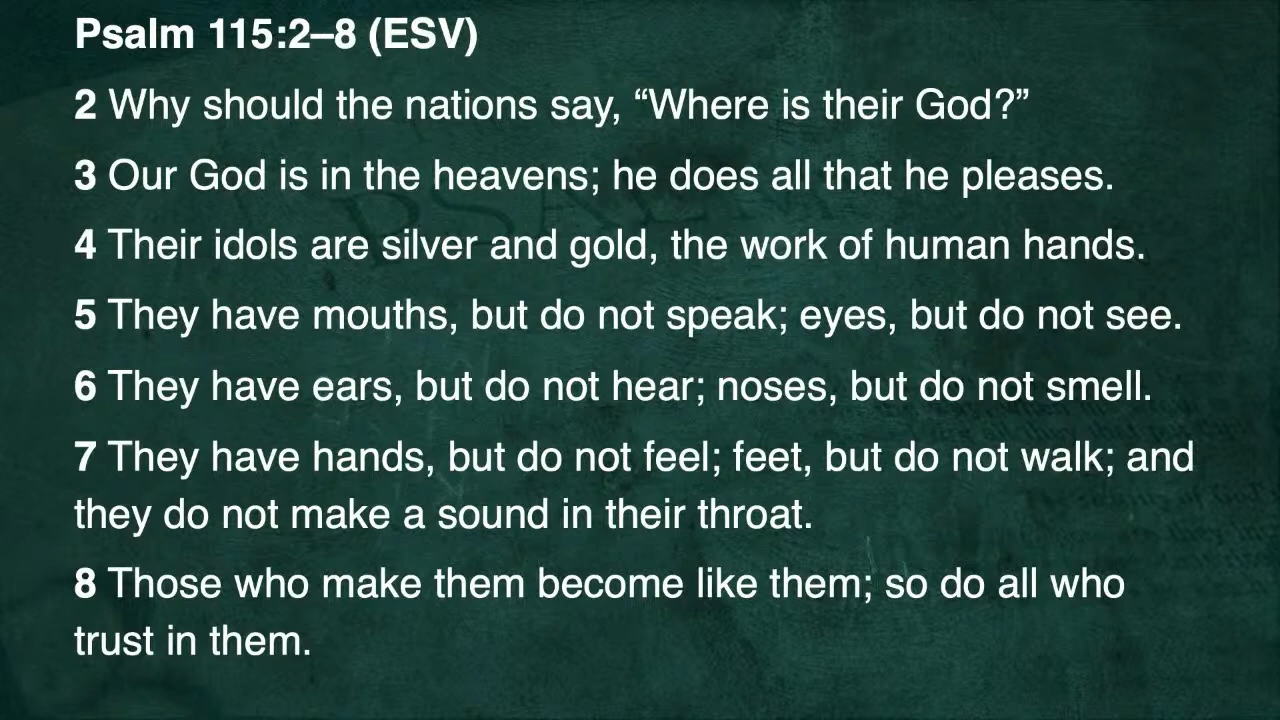 Psalm 115:2–8 (ESV)
2 Why should the nations say, “Where is their God?”
3 Our God is in the heavens; he does all that he pleases.
4 Their idols are silver and gold, the work of human hands.
5 They have mouths, but do not speak; eyes, but do not see.
6 They have ears, but do not hear; noses, but do not smell.
7 They have hands, but do not feel; feet, but do not walk; and
they do not make a sound in their throat.
8 Those who make them become like them; so do all who
trust in them.